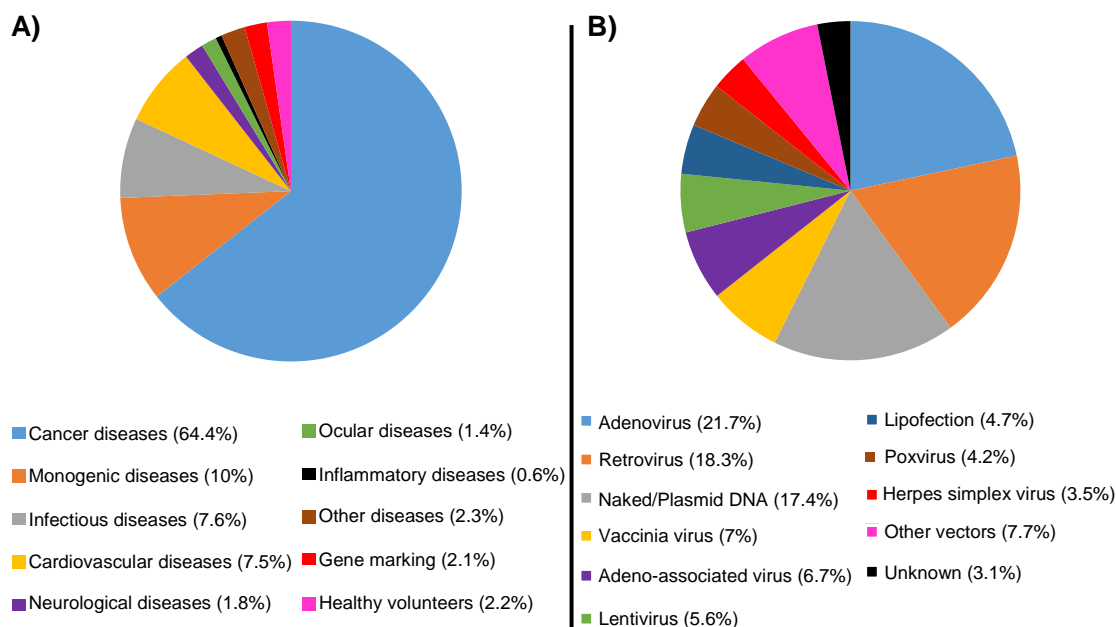 A)
Cancer diseases (64.4%)
Monogenic diseases (10%)
Infectious diseases (7.6%)
Cardiovascular diseases (7.5%)
Neurological diseases (1.8%)
Ocular diseases (1.4%)
Inflammatory diseases (0.6%)
Other diseases (2.3%)
Gene marking (2.1%)
Healthy volunteers (2.2%)
B)
Adenovirus (21.7%)
Retrovirus (18.3%)
Naked/Plasmid DNA (17.4%)
Vaccinia virus (7%)
Adeno-associated virus (6.7%)
Lentivirus (5.6%)
Lipofection (4.7%)
Poxvirus (4.2%)
Herpes simplex virus (3.5%)
Other vectors (7.7%)
Unknown (3.1%)